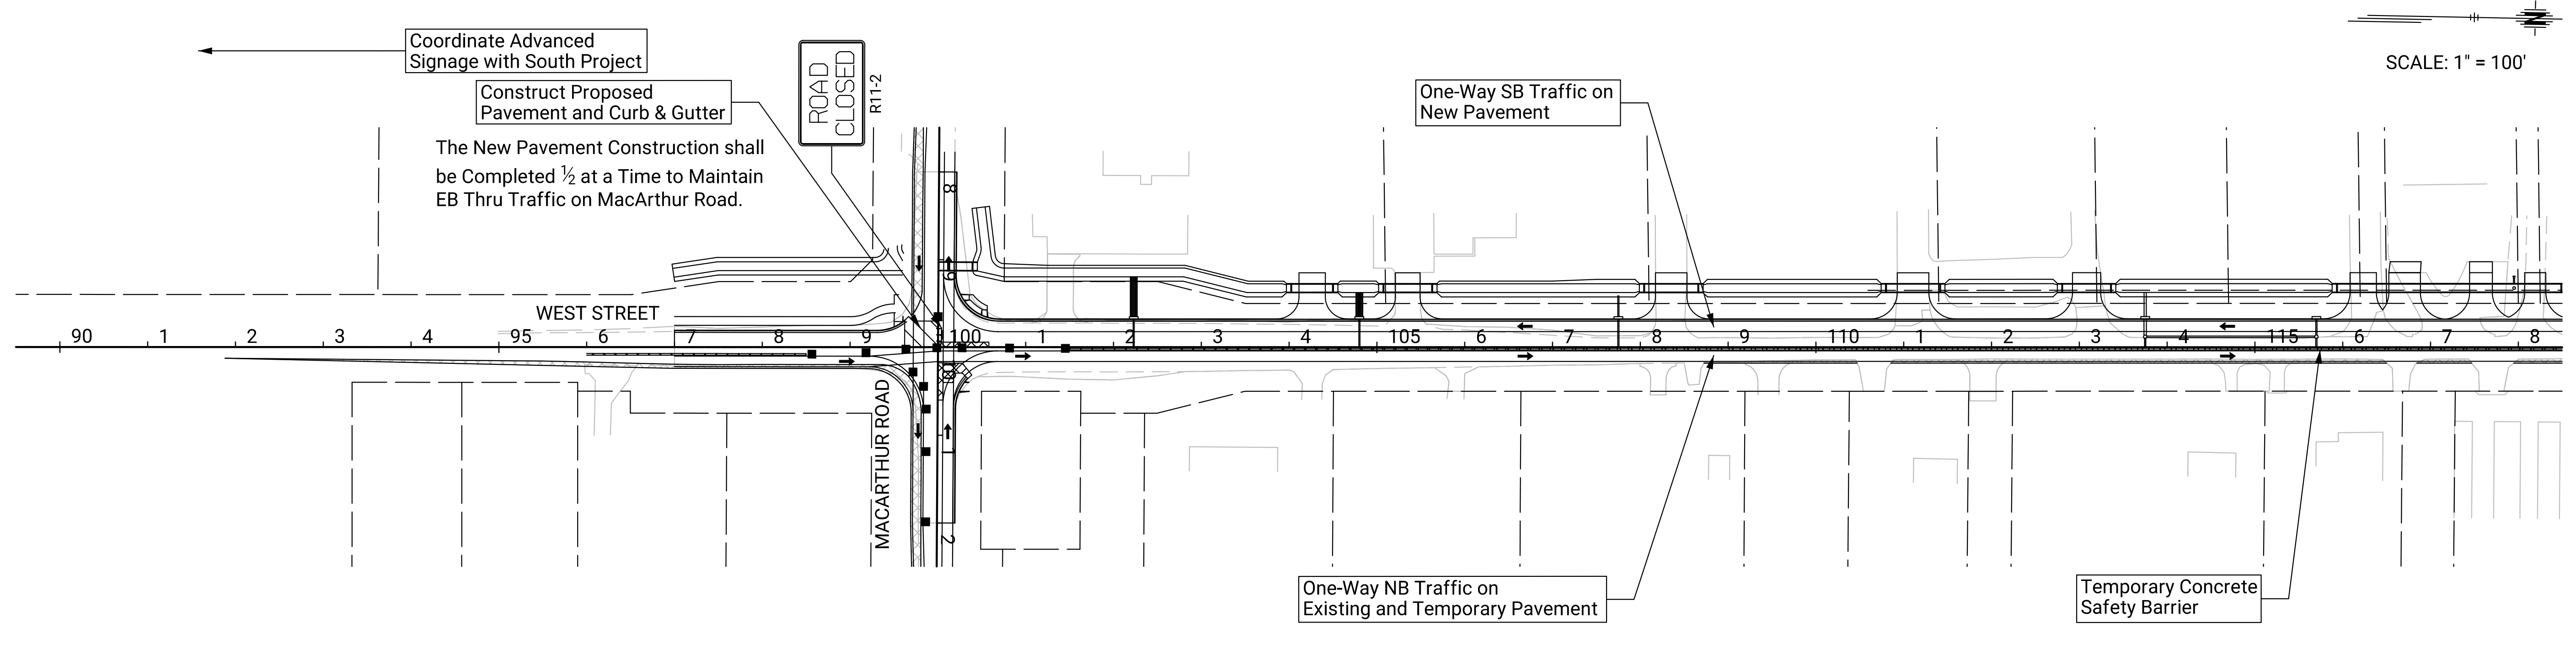 Coordinate Advanced
Signage with South Project
Construct Proposed
Pavement and Curb & Gutter
The New Pavement Construction shall
be Completed ½ at a Time to Maintain
EB Thru Traffic on MacArthur Road.
ROAD
CLOSED
R11-2
One-Way SB Traffic on
New Pavement
N
SCALE: 1" = 100'
WEST STREET
90 1 2 3 4 95 6 7 8 9 100 1 2 3 4 105 6 7 8 9 110 1 2 3 4 115 6 7 8
8
9
1
2
MACARTHUR ROAD
One-Way NB Traffic on
Existing and Temporary Pavement
Temporary Concrete
Safety Barrier